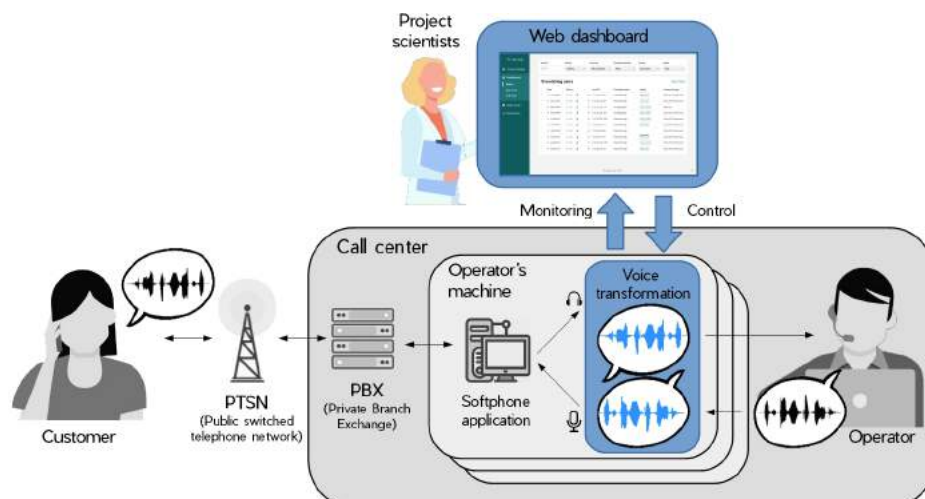 Project
scientists
Web dashboard
Monitoring
Control
Call center
Operator's
machine
Voice
transformation
Softphone
application
PBX
(Private Branch
Exchange)
PTSN
(Public switched
telephone network)
Customer
Operator